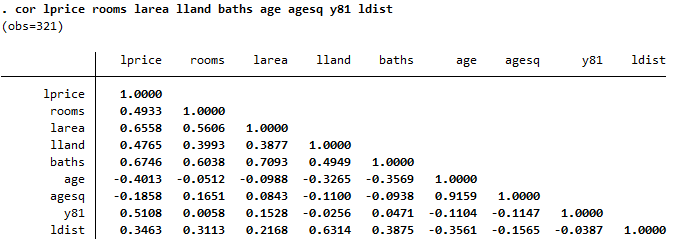 . cor lprice rooms larea lland baths age agesq y81 ldist
(obs=321)
lprice rooms larea lland baths age agesq y81 ldist
lprice 1.0000
rooms 0.4933 1.0000
larea 0.6558 0.5606 1.0000
lland 0.4765 0.3993 0.3877 1.0000
baths 0.6746 0.6038 0.7093 0.4949 1.0000
age -0.4013 -0.0512 -0.0988 -0.3265 -0.3569 1.0000
agesq -0.1858 0.1651 0.0843 -0.1100 -0.0938 0.9159 1.0000
y81 0.5108 0.0058 0.1528 -0.0256 0.0471 -0.1104 -0.1147 1.0000
ldist 0.3463 0.3113 0.2168 0.6314 0.3875 -0.3561 -0.1565 -0.0387 1.0000